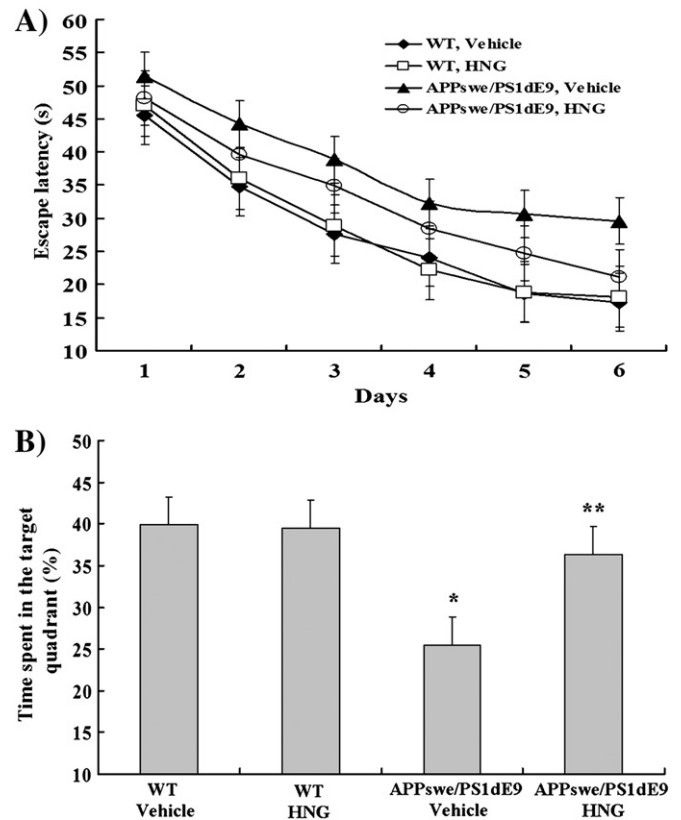 A)
60
55
50
45
40
35
30
25
20
15
10
Escape latency (s)
WT, Vehicle
WT, HNG
APPswe/PS1dE9, Vehicle
APPswe/PS1dE9, HNG
1 2 3 4 5 6
Days
B)
50
45
40
35
30
25
20
15
10
Time spent in the target
quadrant (%)
*
**
WT
Vehicle
WT
HNG
APPswe/PS1dE9
Vehicle
APPswe/PS1dE9
HNG